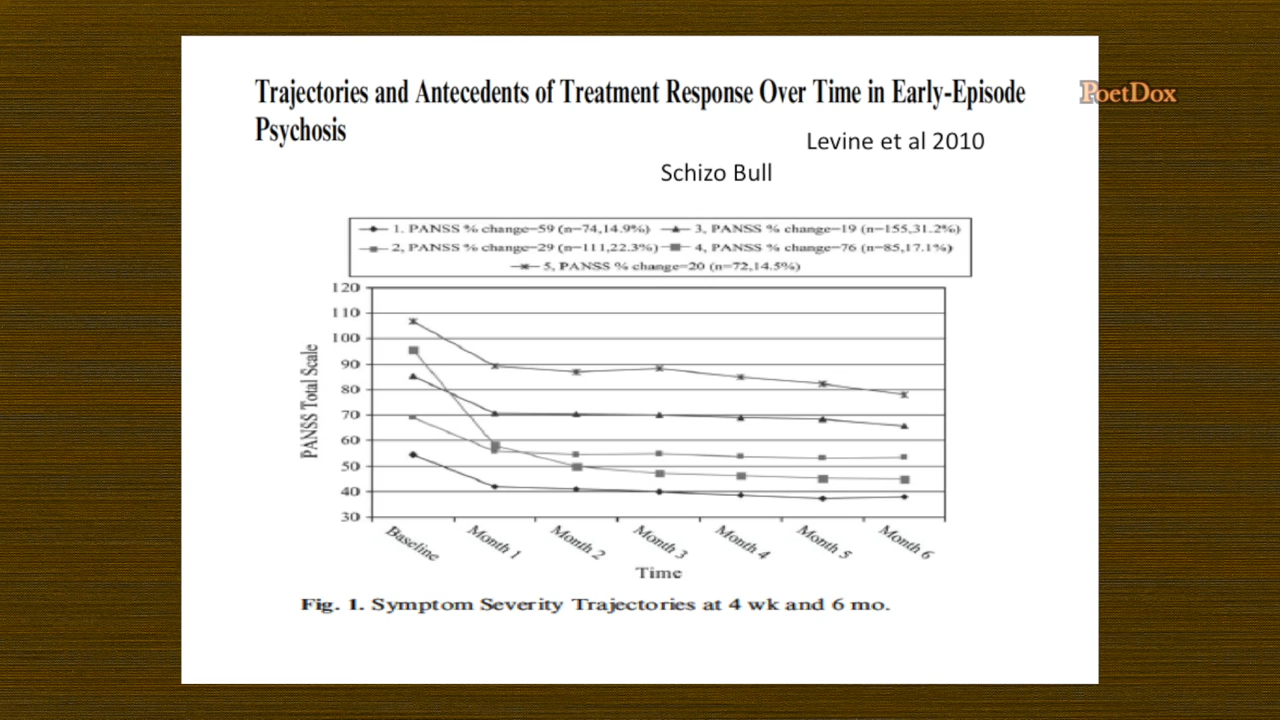 Trajectories and Antecedents of Treatment Response Over Time in Early-Episode
Psychosis
PoetDox
Levine et al 2010
Schizo Bull
1. PANSS % change=59 (n=74,14.9%) 3, PANSS % change=19 (n=155,31.2%)
2, PANSS % change=29 (n=111,22.3%) 4, PANSS % change=76 (n=85,17.1%)
5, PANSS % change=20 (n=72,14.5%)
120
110
100
90
80
70
60
50
40
30
PANSS Total Scale
Baseline Month 1 Month 2 Month 3 Month 4 Month 5 Month 6
Time
Fig. 1. Symptom Severity Trajectories at 4 wk and 6 mo.